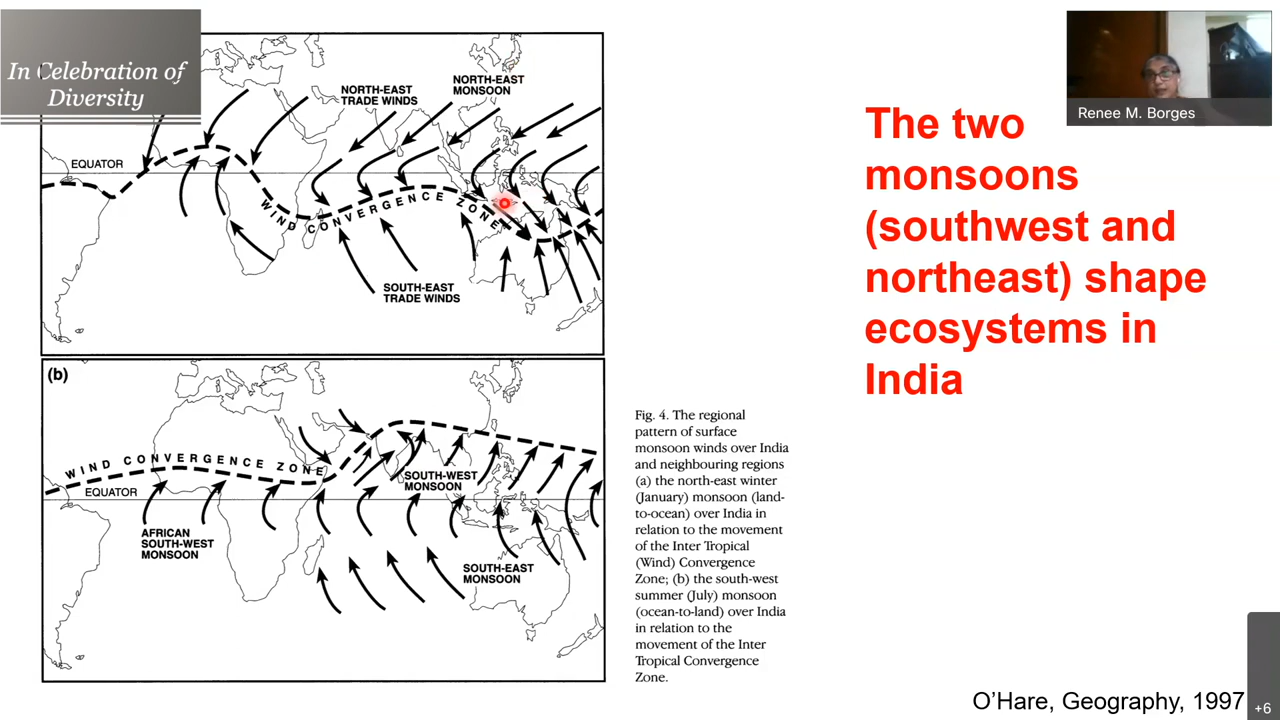 In Celebration of
Diversity
NORTH-EAST
TRADE WINDS
NORTH-EAST
MONSOON
EQUATOR
WIND CONVERGENCE ZONE
SOUTH-EAST
TRADE WINDS
(b)
WIND CONVERGENCE ZONE
EQUATOR
SOUTH-WEST
MONSOON
AFRICAN
SOUTH-WEST
MONSOON
SOUTH-EAST
MONSOON
Fig. 4. The regional
pattern of surface
monsoon winds over India
and neighbouring regions
(a) the north-east winter
(January) monsoon (land-
to-ocean) over India in
relation to the movement
of the Inter Tropical
(Wind) Convergence
Zone; (b) the south-west
summer (July) monsoon
(ocean-to-land) over India
in relation to the
movement of the Inter
Tropical Convergence
Zone.
The two
monsoons
(southwest and
northeast) shape
ecosystems in
India
Renee M. Borges
O'Hare, Geography, 1997
+6